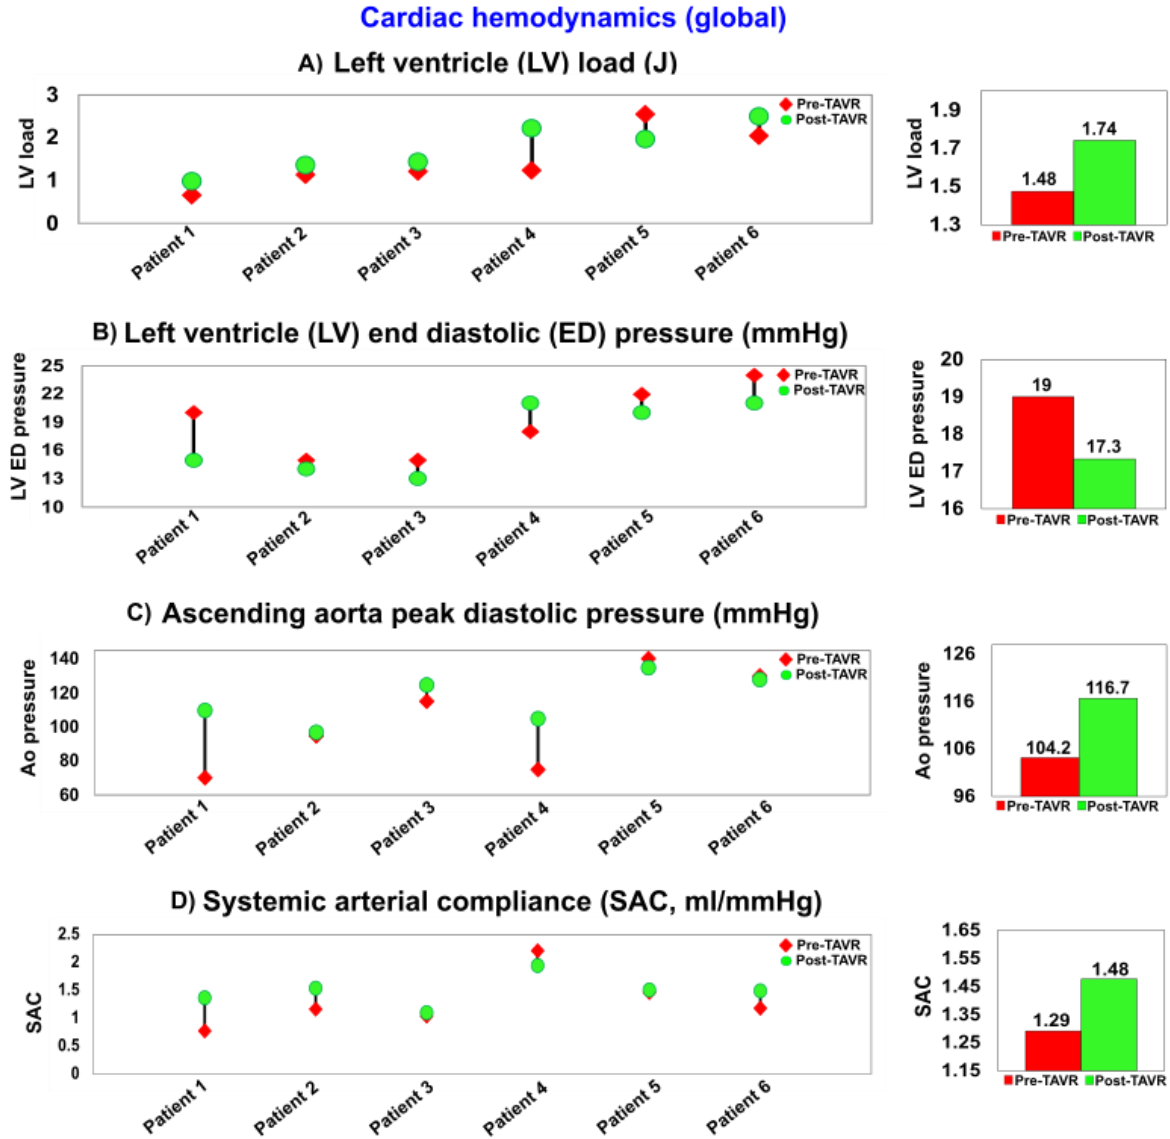 Cardiac hemodynamics (global)
A) Left ventricle (LV) load (J)
LV load
3
2
1
0
Pre-TAVR
Post-TAVR
Patient 1
Patient 2
Patient 3
Patient 4
Patient 5
Patient 6
LV load
1.9
1.7
1.5
1.3
1.48
1.74
Pre-TAVR Post-TAVR
B) Left ventricle (LV) end diastolic (ED) pressure (mmHg)
LV ED pressure
25
22
19
16
13
10
Pre-TAVR
Post-TAVR
Patient 1
Patient 2
Patient 3
Patient 4
Patient 5
Patient 6
LV ED pressure
20
19
18
17
16
19
17.3
Pre-TAVR Post-TAVR
C) Ascending aorta peak diastolic pressure (mmHg)
Ao pressure
140
120
100
80
60
Pre-TAVR
Post-TAVR
Patient 1
Patient 2
Patient 3
Patient 4
Patient 5
Patient 6
Ao pressure
126
116
106
96
104.2
116.7
Pre-TAVR Post-TAVR
D) Systemic arterial compliance (SAC, ml/mmHg)
SAC
2.5
2
1.5
1
0.5
0
Pre-TAVR
Post-TAVR
Patient 1
Patient 2
Patient 3
Patient 4
Patient 5
Patient 6
SAC
1.65
1.55
1.45
1.35
1.25
1.15
1.29
1.48
Pre-TAVR Post-TAVR